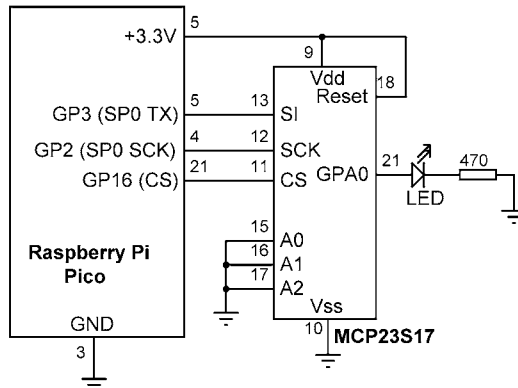 +3.3V 5
9
Vdd
Reset 18
GP3 (SP0 TX) 5 13 SI
GP2 (SP0 SCK) 4 12 SCK
GP16 (CS) 21 11 CS
GPA0 21 470
LED
15 A0
16 A1
17 A2
Raspberry Pi
Pico
Vss
GND
10 MCP23S17
3